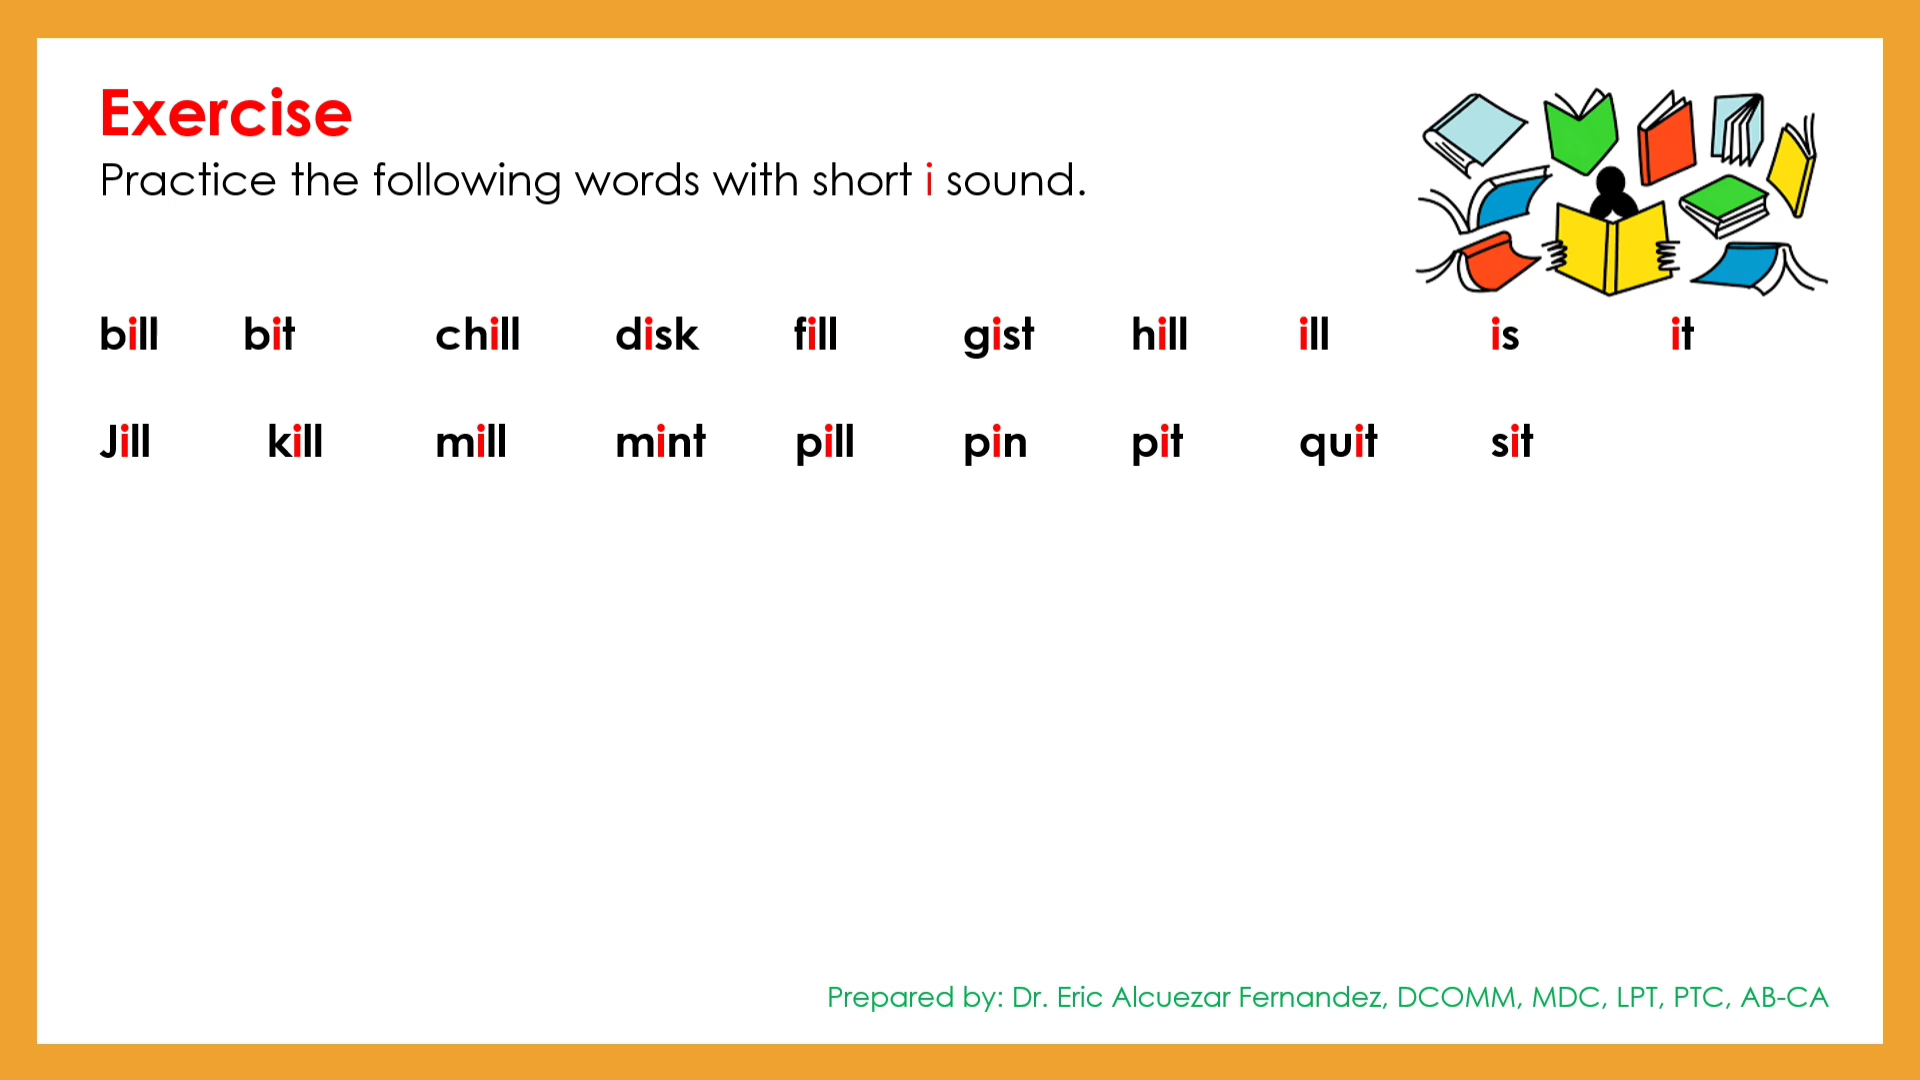 Exercise
Practice the following words with short i sound.
bill bit chill disk fill gist hill ill is it
Jill kill mill mint pill pin pit quit sit
Prepared by: Dr. Eric Alcuezar Fernandez, DCOMM, MDC, LPT, PTC, AB-CA